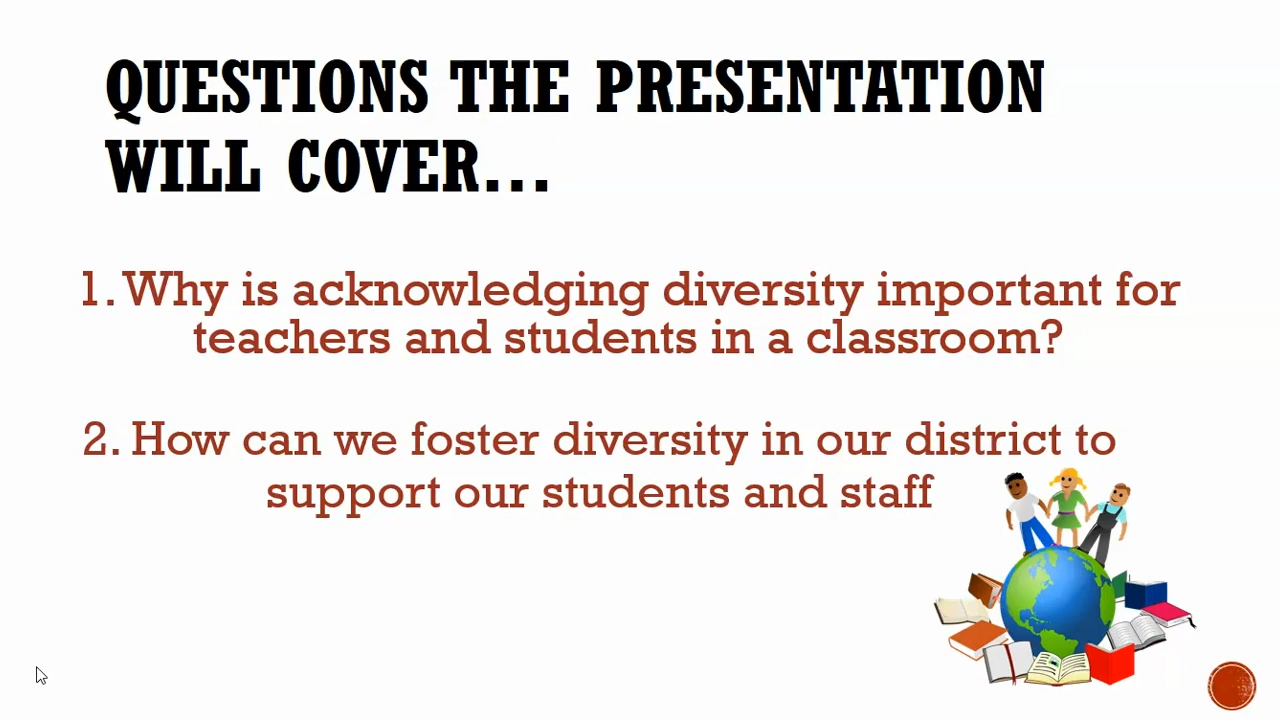 QUESTIONS THE PRESENTATION
WILL COVER...
1. Why is acknowledging diversity important for
teachers and students in a classroom?
2. How can we foster diversity in our district to
support our students and staff